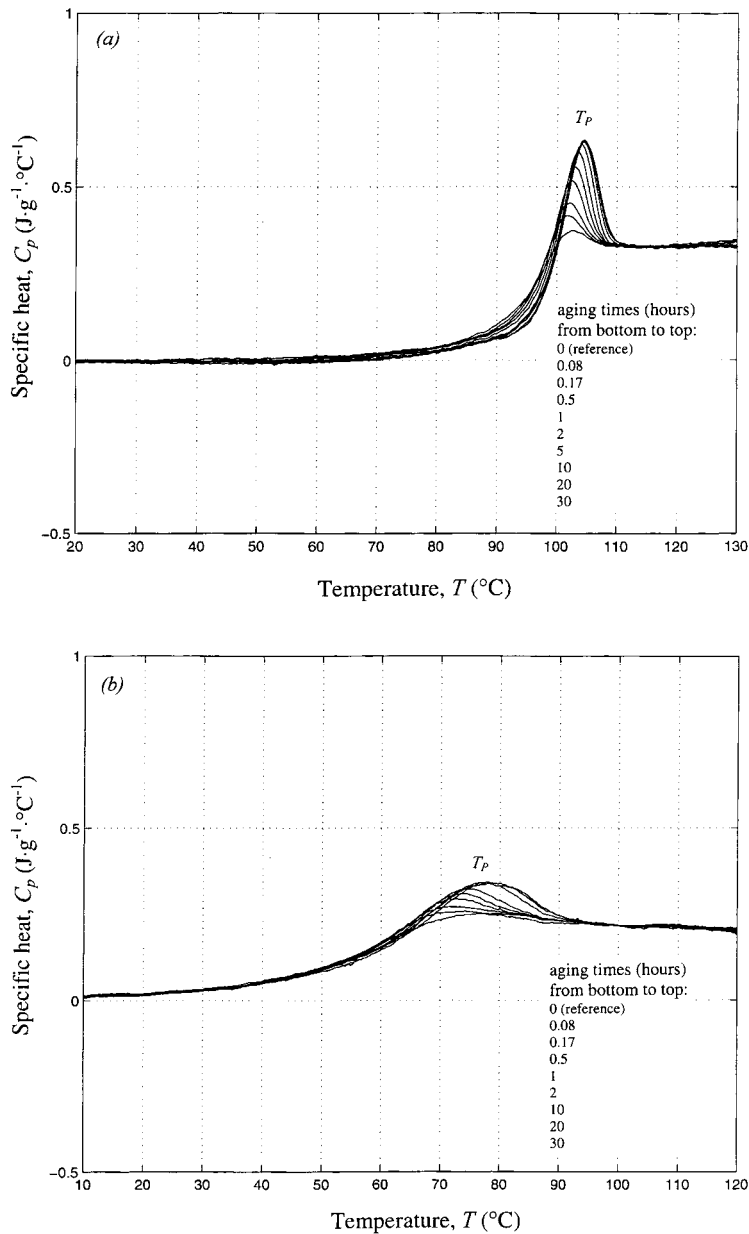 (a)
1
0.5
0
−0.5
Specific heat, Cp (J·g-1·°C-1)
TP
aging times (hours)
from bottom to top:
0 (reference)
0.08
0.17
0.5
1
2
5
10
20
30
20 30 40 50 60 70 80 90 100 110 120 130
Temperature, T (°C)
(b)
1
0.5
0
−0.5
Specific heat, Cp (J·g-1·°C-1)
TP
aging times (hours)
from bottom to top:
0 (reference)
0.08
0.17
0.5
1
2
10
20
30
10 20 30 40 50 60 70 80 90 100 110 120
Temperature, T (°C)